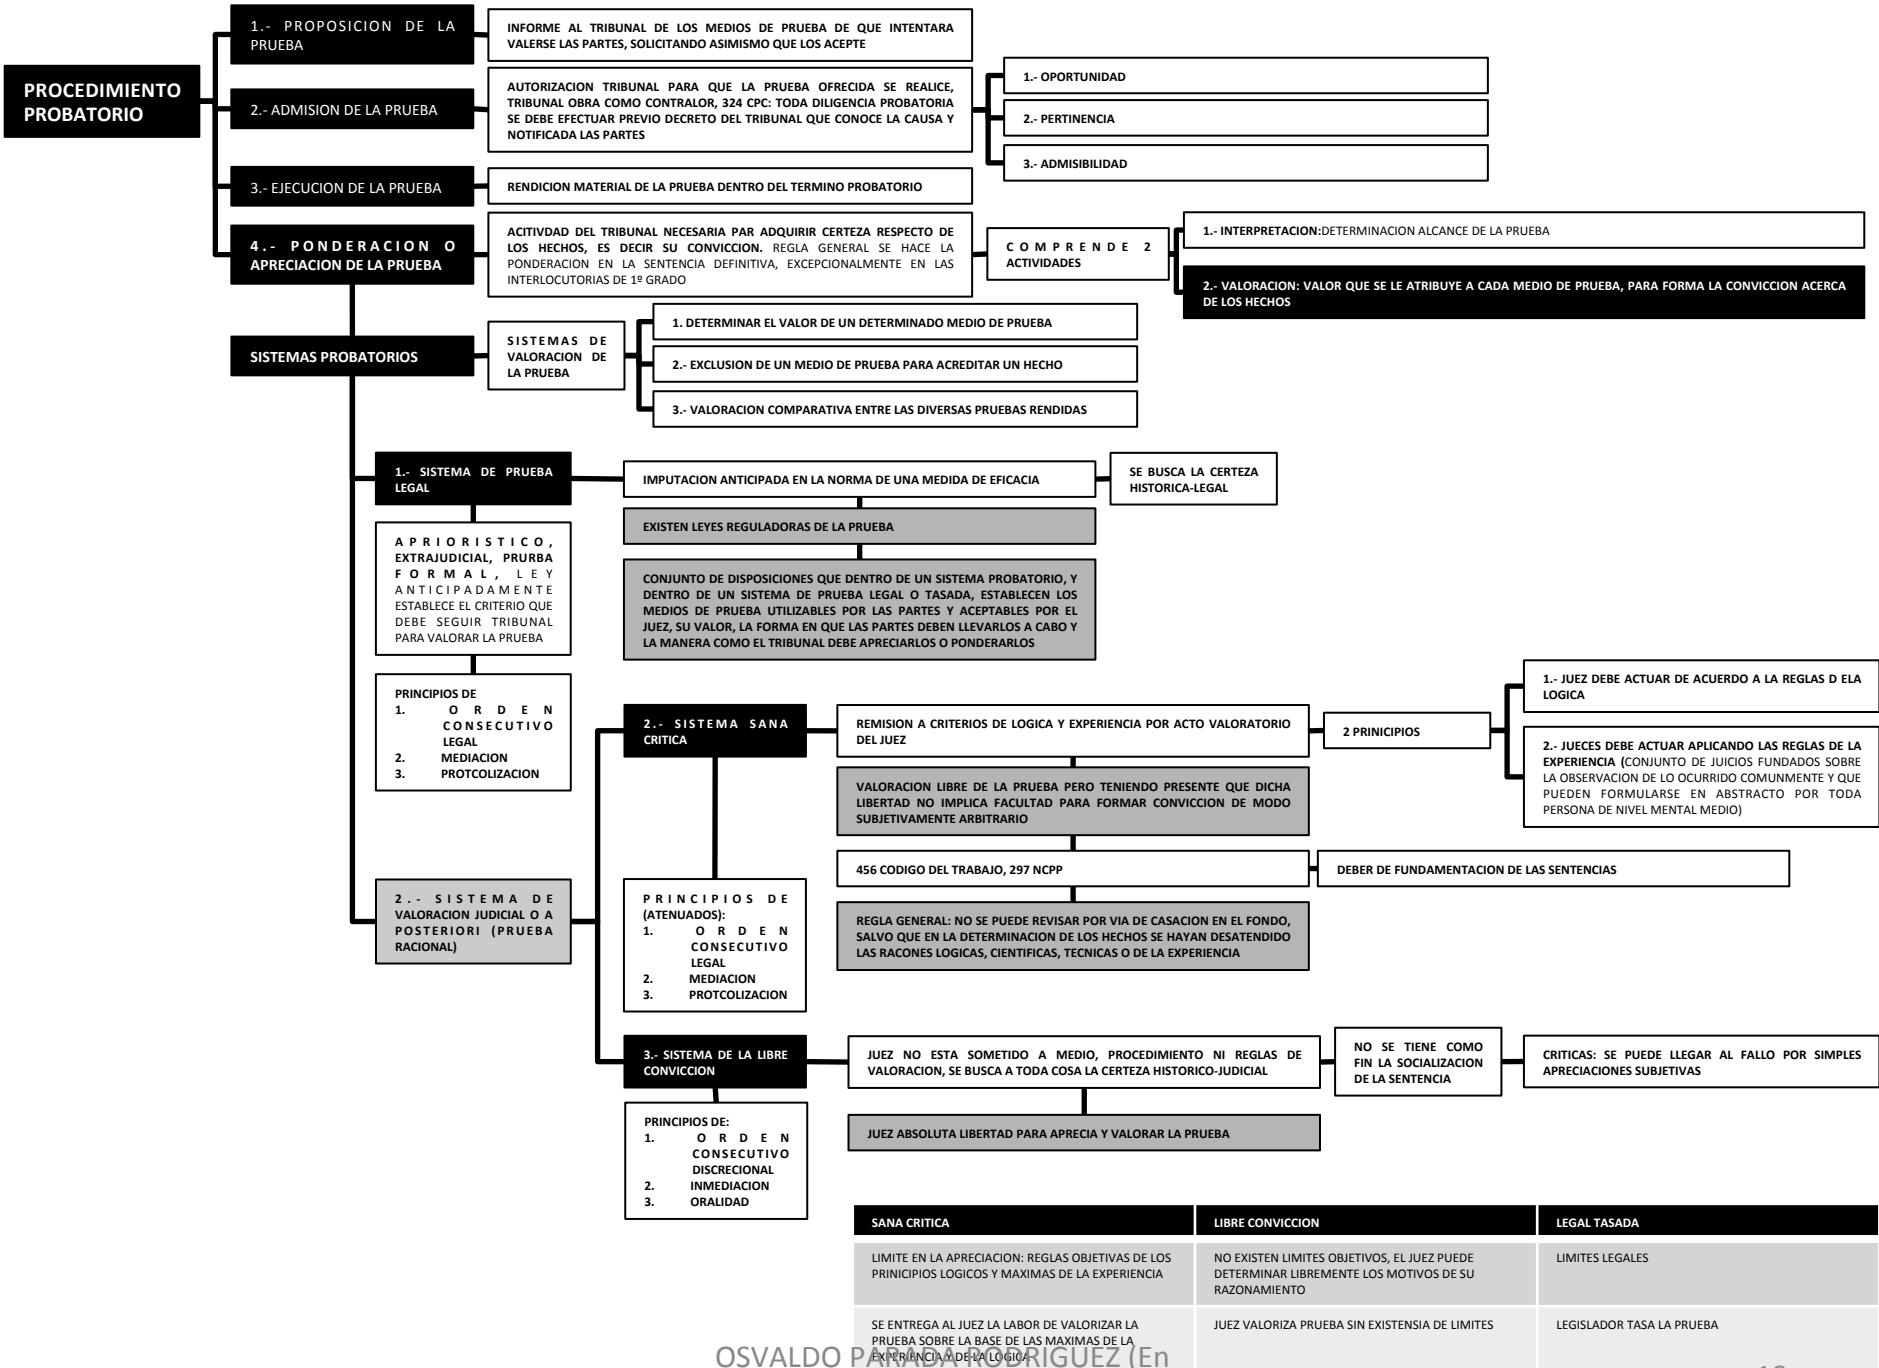 PROCEDIMIENTO
PROBATORIO
1.- PROPOSICION DE LA
PRUEBA
INFORME AL TRIBUNAL DE LOS MEDIOS DE PRUEBA DE QUE INTENTARA
VALERSE LAS PARTES, SOLICITANDO ASIMISMO QUE LOS ACEPTE
2.- ADMISION DE LA PRUEBA
AUTORIZACION TRIBUNAL PARA QUE LA PRUEBA OFRECIDA SE REALICE,
TRIBUNAL OBRA COMO CONTRALOR, 324 CPC: TODA DILIGENCIA PROBATORIA
SE DEBE EFECTUAR PREVIO DECRETO DEL TRIBUNAL QUE CONOCE LA CAUSA Y
NOTIFICADA LAS PARTES
1.- OPORTUNIDAD
2.- PERTINENCIA
3.- ADMISIBILIDAD
3.- EJECUCION DE LA PRUEBA
RENDICION MATERIAL DE LA PRUEBA DENTRO DEL TERMINO PROBATORIO
4.- PONDERACION O
APRECIACION DE LA PRUEBA
ACITIVDAD DEL TRIBUNAL NECESARIA PAR ADQUIRIR CERTEZA RESPECTO DE
LOS HECHOS, ES DECIR SU CONVICCION. REGLA GENERAL SE HACE LA
PONDERACION EN LA SENTENCIA DEFINITIVA, EXCEPCIONALMENTE EN LAS
INTERLOCUTORIAS DE 1º GRADO
COMPRENDE 2
ACTIVIDADES
1.- INTERPRETACION:DETERMINACION ALCANCE DE LA PRUEBA
2.- VALORACION: VALOR QUE SE LE ATRIBUYE A CADA MEDIO DE PRUEBA, PARA FORMA LA CONVICCION ACERCA
DE LOS HECHOS
SISTEMAS PROBATORIOS
SISTEMAS DE
VALORACION DE
LA PRUEBA
1. DETERMINAR EL VALOR DE UN DETERMINADO MEDIO DE PRUEBA
2.- EXCLUSION DE UN MEDIO DE PRUEBA PARA ACREDITAR UN HECHO
3.- VALORACION COMPARATIVA ENTRE LAS DIVERSAS PRUEBAS RENDIDAS
1.- SISTEMA DE PRUEBA
LEGAL
IMPUTACION ANTICIPADA EN LA NORMA DE UNA MEDIDA DE EFICACIA
SE BUSCA LA CERTEZA
HISTORICA-LEGAL
EXISTEN LEYES REGULADORAS DE LA PRUEBA
CONJUNTO DE DISPOSICIONES QUE DENTRO DE UN SISTEMA PROBATORIO, Y
DENTRO DE UN SISTEMA DE PRUEBA LEGAL O TASADA, ESTABLECEN LOS
MEDIOS DE PRUEBA UTILIZABLES POR LAS PARTES Y ACEPTABLES POR EL
JUEZ, SU VALOR, LA FORMA EN QUE LAS PARTES DEBEN LLEVARLOS A CABO Y
LA MANERA COMO EL TRIBUNAL DEBE APRECIARLOS O PONDERARLOS
APRIORISTICO,
EXTRAJUDICIAL, PRURBA
FORMAL, LEY
ANTICIPADAMENTE
ESTABLECE EL CRITERIO QUE
DEBE SEGUIR TRIBUNAL
PARA VALORAR LA PRUEBA
PRINCIPIOS DE
1. ORDEN
CONSECUTIVO
LEGAL
2. MEDIACION
3. PROTCOLIZACION
2.- SISTEMA DE
VALORACION JUDICIAL O A
POSTERIORI (PRUEBA
RACIONAL)
2.- SISTEMA SANA
CRITICA
REMISION A CRITERIOS DE LOGICA Y EXPERIENCIA POR ACTO VALORATORIO
DEL JUEZ
2 PRINICIPIOS
1.- JUEZ DEBE ACTUAR DE ACUERDO A LA REGLAS D ELA
LOGICA
2.- JUECES DEBE ACTUAR APLICANDO LAS REGLAS DE LA
EXPERIENCIA (CONJUNTO DE JUICIOS FUNDADOS SOBRE
LA OBSERVACION DE LO OCURRIDO COMUNMENTE Y QUE
PUEDEN FORMULARSE EN ABSTRACTO POR TODA
PERSONA DE NIVEL MENTAL MEDIO)
VALORACION LIBRE DE LA PRUEBA PERO TENIENDO PRESENTE QUE DICHA
LIBERTAD NO IMPLICA FACULTAD PARA FORMAR CONVICCION DE MODO
SUBJETIVAMENTE ARBITRARIO
456 CODIGO DEL TRABAJO, 297 NCPP
DEBER DE FUNDAMENTACION DE LAS SENTENCIAS
REGLA GENERAL: NO SE PUEDE REVISAR POR VIA DE CASACION EN EL FONDO,
SALVO QUE EN LA DETERMINACION DE LOS HECHOS SE HAYAN DESATENDIDO
LAS RACONES LOGICAS, CIENTIFICAS, TECNICAS O DE LA EXPERIENCIA
PRINCIPIOS DE
(ATENUADOS):
1. ORDEN
CONSECUTIVO
LEGAL
2. MEDIACION
3. PROTCOLIZACION
3.- SISTEMA DE LA LIBRE
CONVICCION
JUEZ NO ESTA SOMETIDO A MEDIO, PROCEDIMIENTO NI REGLAS DE
VALORACION, SE BUSCA A TODA COSA LA CERTEZA HISTORICO-JUDICIAL
NO SE TIENE COMO
FIN LA SOCIALIZACION
DE LA SENTENCIA
CRITICAS: SE PUEDE LLEGAR AL FALLO POR SIMPLES
APRECIACIONES SUBJETIVAS
JUEZ ABSOLUTA LIBERTAD PARA APRECIA Y VALORAR LA PRUEBA
PRINCIPIOS DE:
1. ORDEN
CONSECUTIVO
DISCRECIONAL
2. INMEDIACION
3. ORALIDAD
SANA CRITICA
LIBRE CONVICCION
LEGAL TASADA
LIMITE EN LA APRECIACION: REGLAS OBJETIVAS DE LOS
PRINICIPIOS LOGICOS Y MAXIMAS DE LA EXPERIENCIA
NO EXISTEN LIMITES OBJETIVOS, EL JUEZ PUEDE
DETERMINAR LIBREMENTE LOS MOTIVOS DE SU
RAZONAMIENTO
LIMITES LEGALES
SE ENTREGA AL JUEZ LA LABOR DE VALORIZAR LA
PRUEBA SOBRE LA BASE DE LAS MAXIMAS DE LA
EXPERIENCIA Y DE LA LOGICA
JUEZ VALORIZA PRUEBA SIN EXISTENSIA DE LIMITES
LEGISLADOR TASA LA PRUEBA
OSVALDO PARADA RODRIGUEZ (En